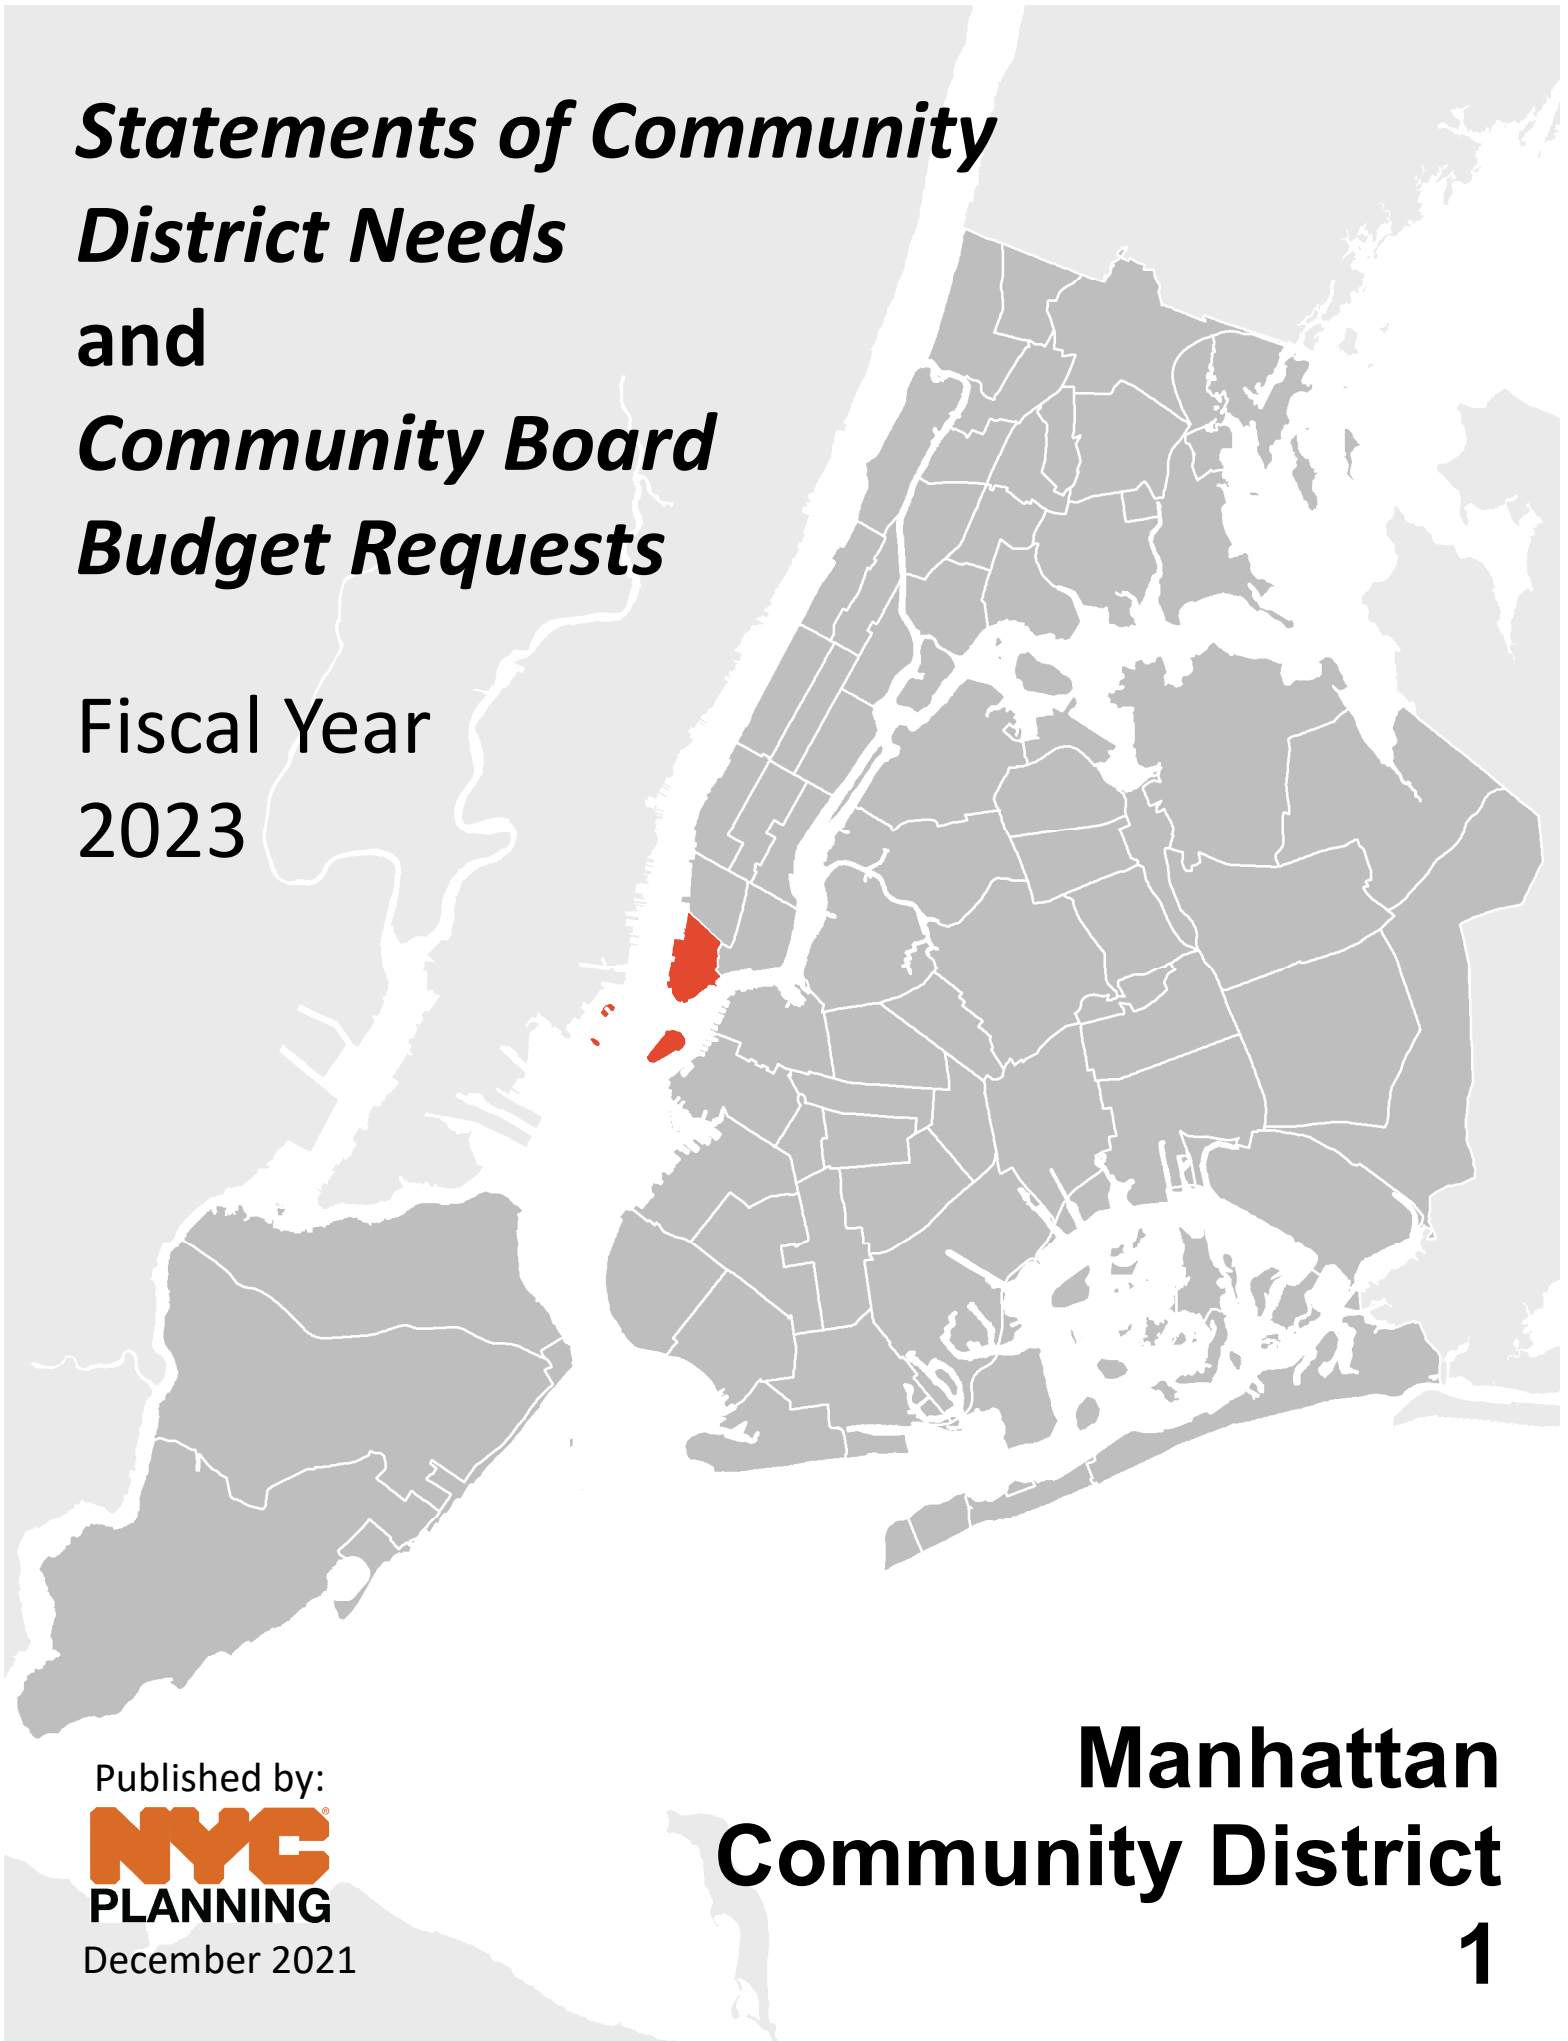 Statements of Community
District Needs
and
Community Board
Budget Requests
Fiscal Year
2023
Published by:
NYC®
PLANNING
December 2021
Manhattan
Community District
1